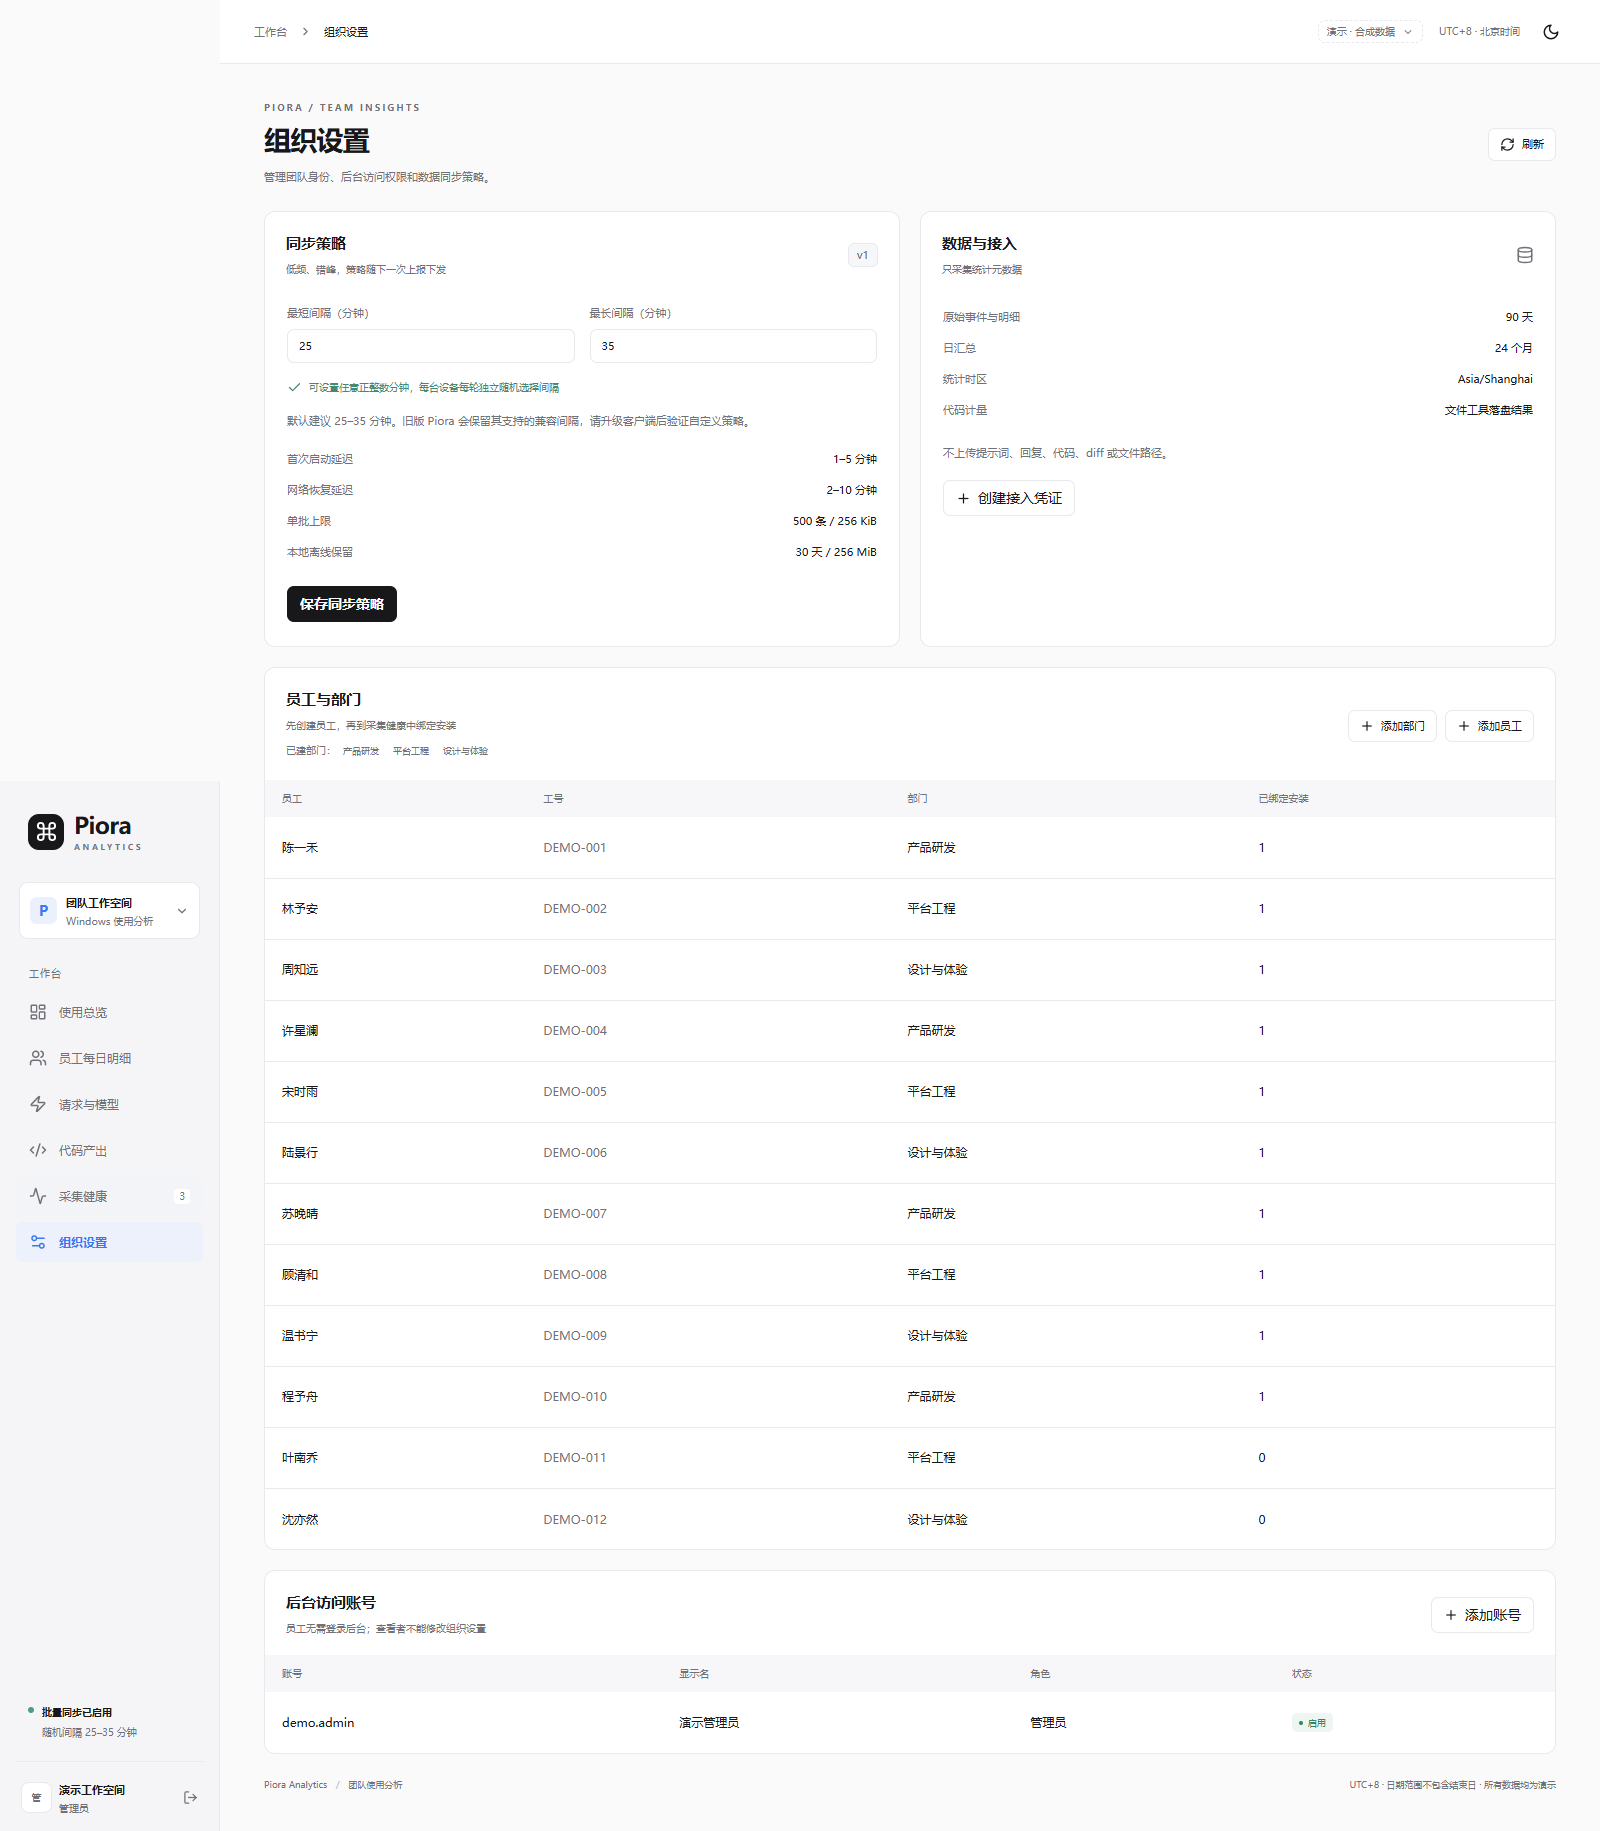 工作台 > 组织设置
演示 · 合成数据
UTC+8 · 北京时间
PIORA / TEAM INSIGHTS
组织设置
管理团队身份、后台访问权限和数据同步策略。
刷新
同步策略
低频、错峰，策略随下一次上报下发
v1
最短间隔（分钟）
最长间隔（分钟）
25
35
可设置任意正整数分钟，每台设备每轮独立随机选择间隔
默认建议 25–35 分钟。旧版 Piora 会保留其支持的兼容间隔，请升级客户端后验证自定义策略。
首次启动延迟 1–5 分钟
网络恢复延迟 2–10 分钟
单批上限 500 条 / 256 KiB
本地离线保留 30 天 / 256 MiB
保存同步策略
数据与接入
只采集统计元数据
原始事件与明细 90 天
日汇总 24 个月
统计时区 Asia/Shanghai
代码计量 文件工具落盘结果
不上传提示词、回复、代码、diff 或文件路径。
+ 创建接入凭证
员工与部门
先创建员工，再到采集健康中绑定安装
已建部门： 产品研发 平台工程 设计与体验
+ 添加部门
+ 添加员工
员工 工号 部门 已绑定安装
陈一禾 DEMO-001 产品研发 1
林予安 DEMO-002 平台工程 1
周知远 DEMO-003 设计与体验 1
许星澜 DEMO-004 产品研发 1
宋时雨 DEMO-005 平台工程 1
陆景行 DEMO-006 设计与体验 1
苏晚晴 DEMO-007 产品研发 1
顾清和 DEMO-008 平台工程 1
温书宁 DEMO-009 设计与体验 1
程予舟 DEMO-010 产品研发 1
叶南乔 DEMO-011 平台工程 0
沈亦然 DEMO-012 设计与体验 0
后台访问账号
员工无需登录后台；查看者不能修改组织设置
+ 添加账号
账号 显示名 角色 状态
demo.admin 演示管理员 管理员 启用
Piora Analytics / 团队使用分析
UTC+8 · 日期范围不包含结束日 · 所有数据均为演示
Piora
ANALYTICS
P
团队工作空间
Windows 使用分析
工作台
使用总览
员工每日明细
请求与模型
代码产出
采集健康 3
组织设置
批量同步已启用
随机间隔 25–35 分钟
管
演示工作空间
管理员